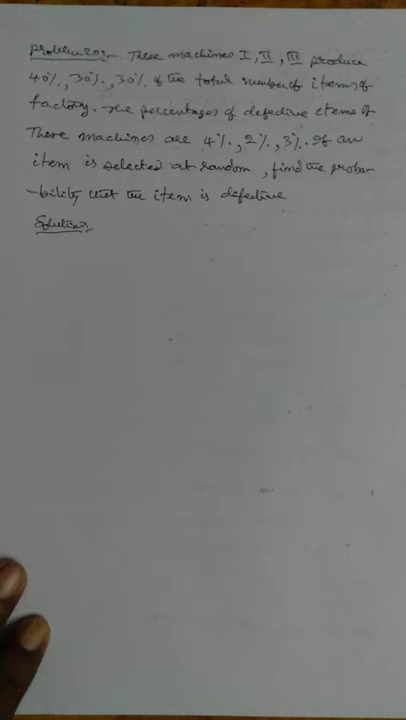 Problem 20:- These machines I, II, III produce
40%, 30%, 30% of the total number of items of
factory. The percentages of defective items of
These machines are 4%, 2%, 3%. If an
item is selected at random, find the proba-
-bility that the item is defective
Solution: